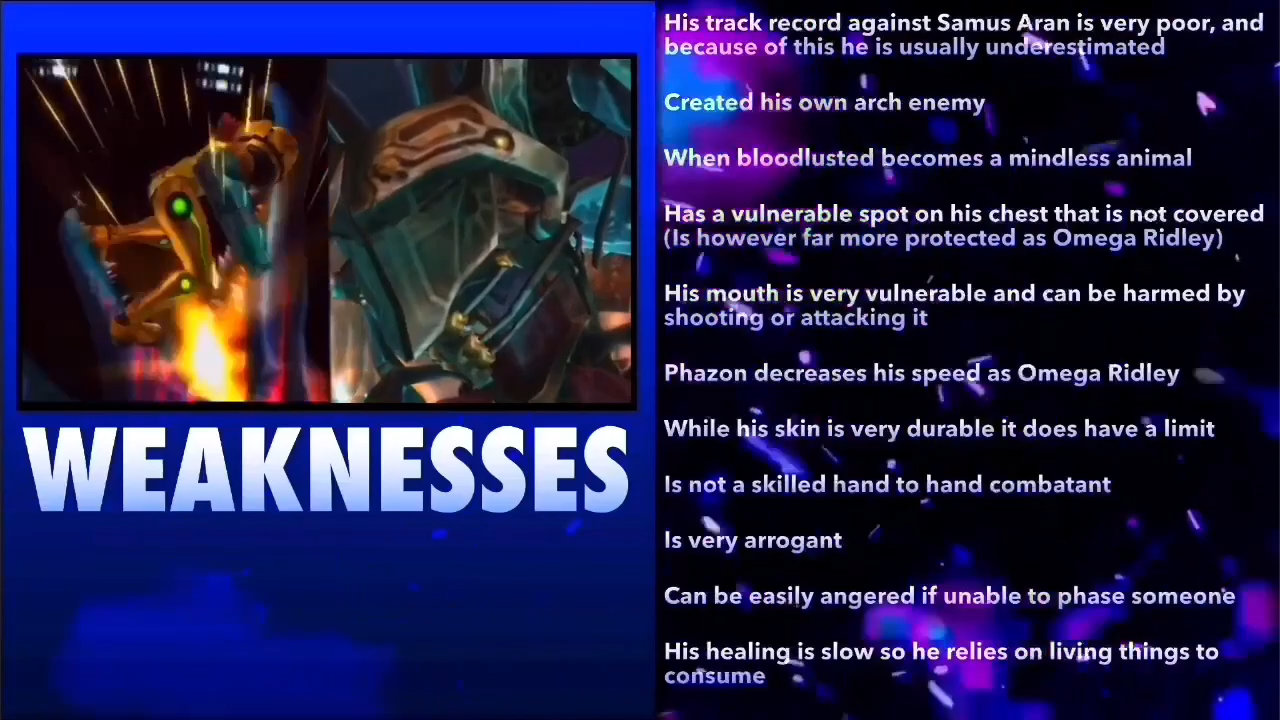 WEAKNESSES
His track record against Samus Aran is very poor, and
because of this he is usually underestimated
Created his own arch enemy
When bloodlusted becomes a mindless animal
Has a vulnerable spot on his chest that is not covered
(Is however far more protected as Omega Ridley)
His mouth is very vulnerable and can be harmed by
shooting or attacking it
Phazon decreases his speed as Omega Ridley
While his skin is very durable it does have a limit
Is not a skilled hand to hand combatant
Is very arrogant
Can be easily angered if unable to phase someone
His healing is slow so he relies on living things to
consume